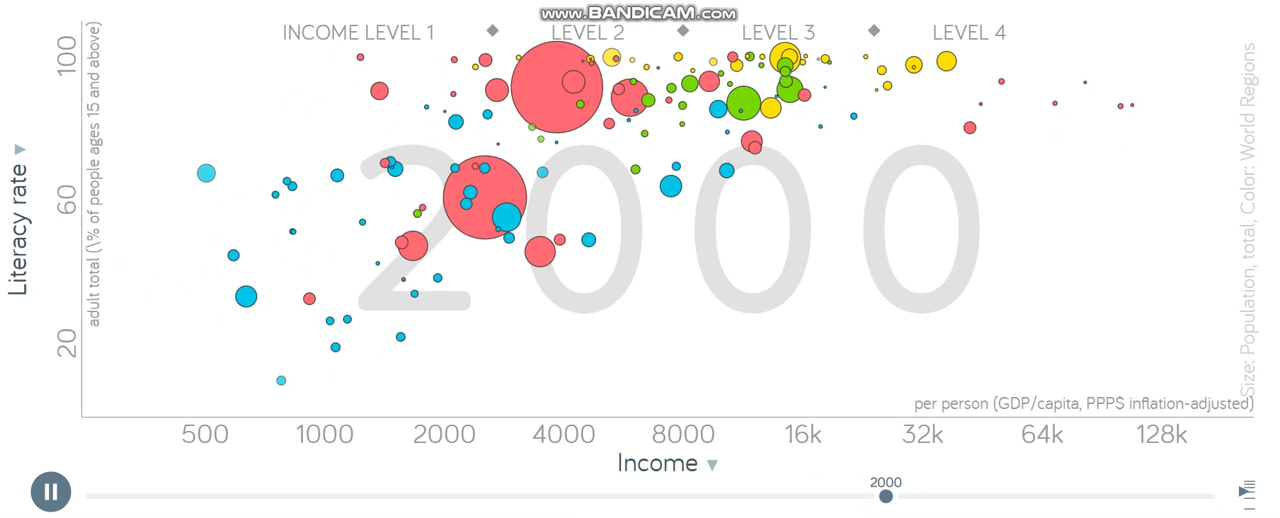 www.BANDICAM.com
INCOME LEVEL 1 ◆ LEVEL 2 ◆ LEVEL 3 ◆ LEVEL 4
2000
Literacy rate ▼
adult total (\% of people ages 15 and above)
100
60
20
Size: Population, total, Color: World Regions
per person (GDP/capita, PPP$ inflation-adjusted)
500 1000 2000 4000 8000 16k 32k 64k 128k
Income ▼
2000